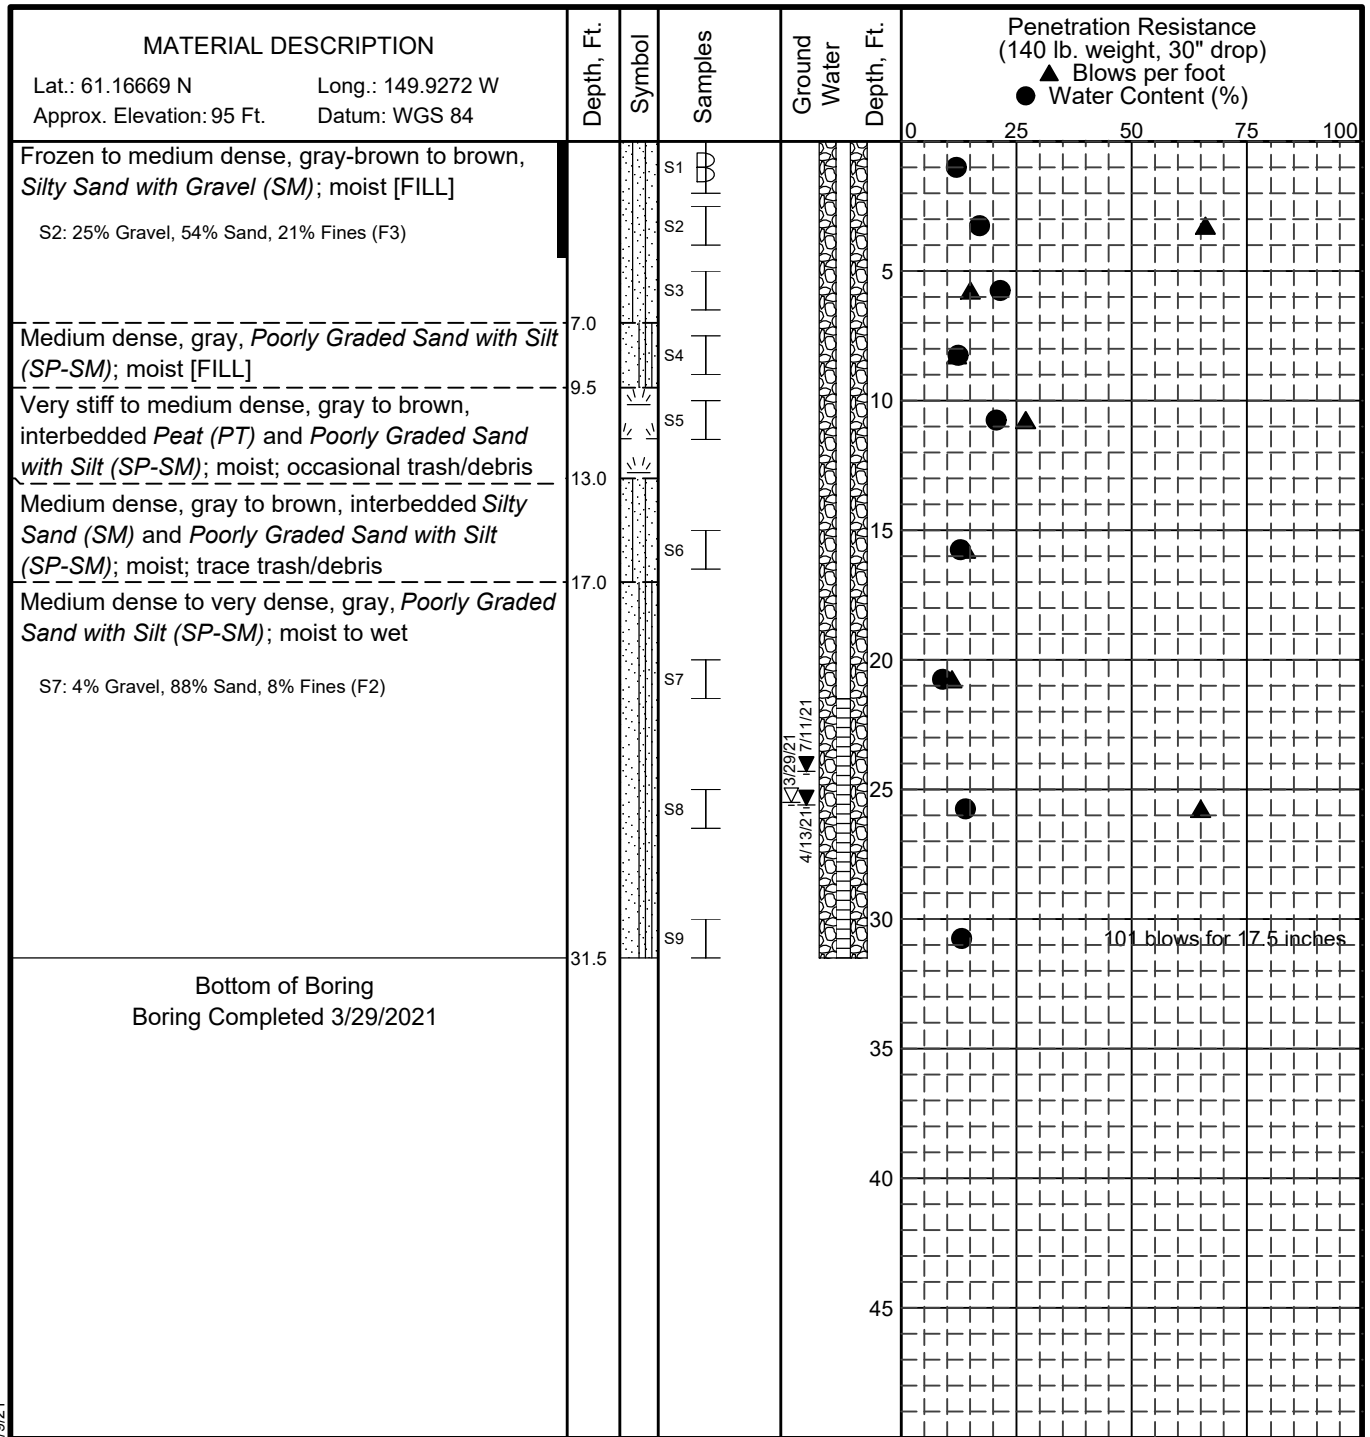 MATERIAL DESCRIPTION
Lat.: 61.16669 N Long.: 149.9272 W
Approx. Elevation: 95 Ft. Datum: WGS 84
Depth, Ft.
Symbol
Samples
Ground
Water
Depth, Ft.
Penetration Resistance
(140 lb. weight, 30" drop)
▲ Blows per foot
● Water Content (%)
0 25 50 75 100
Frozen to medium dense, gray-brown to brown,
Silty Sand with Gravel (SM); moist [FILL]
S2: 25% Gravel, 54% Sand, 21% Fines (F3)
7.0
Medium dense, gray, Poorly Graded Sand with Silt
(SP-SM); moist [FILL]
9.5
Very stiff to medium dense, gray to brown,
interbedded Peat (PT) and Poorly Graded Sand
with Silt (SP-SM); moist; occasional trash/debris
13.0
Medium dense, gray to brown, interbedded Silty
Sand (SM) and Poorly Graded Sand with Silt
(SP-SM); moist; trace trash/debris
17.0
Medium dense to very dense, gray, Poorly Graded
Sand with Silt (SP-SM); moist to wet
S7: 4% Gravel, 88% Sand, 8% Fines (F2)
31.5
Bottom of Boring
Boring Completed 3/29/2021
S1
S2
S3
S4
S5
S6
S7
S8
S9
3/29/21
7/11/21
4/13/21
5
10
15
20
25
30
35
40
45
101 blows for 17.5 inches